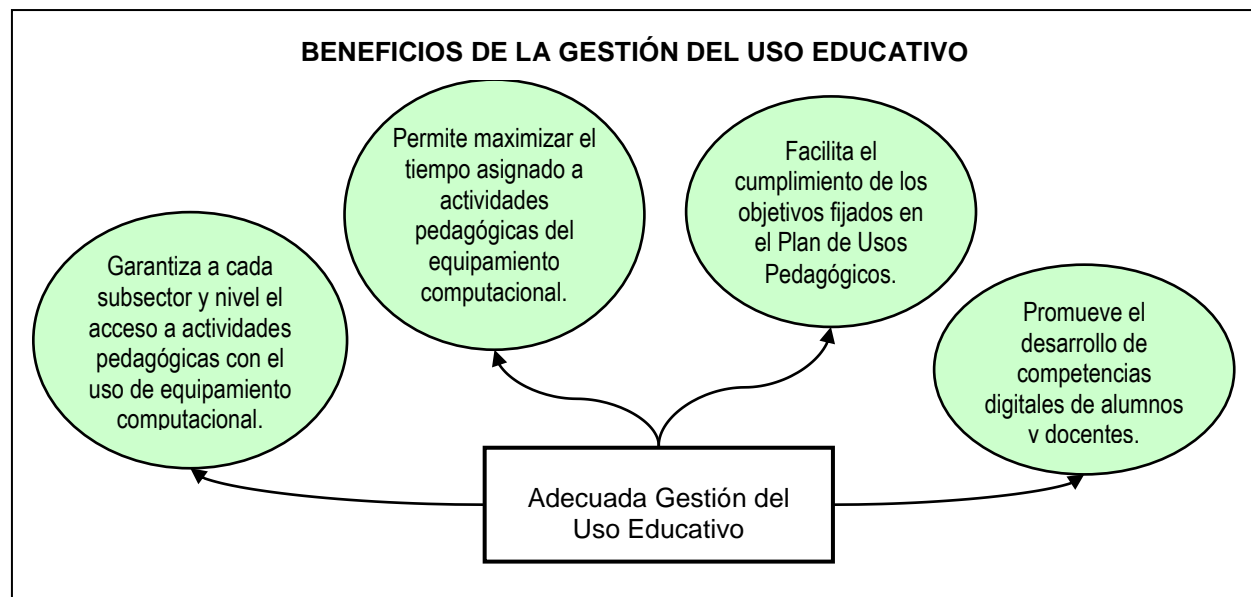 BENEFICIOS DE LA GESTIÓN DEL USO EDUCATIVO
Garantiza a cada
subsector y nivel el
acceso a actividades
pedagógicas con el
uso de equipamiento
computacional.
Permite maximizar el
tiempo asignado a
actividades
pedagógicas del
equipamiento
computacional.
Facilita el
cumplimiento de los
objetivos fijados en
el Plan de Usos
Pedagógicos.
Promueve el
desarrollo de
competencias
digitales de alumnos
y docentes.
Adecuada Gestión del
Uso Educativo